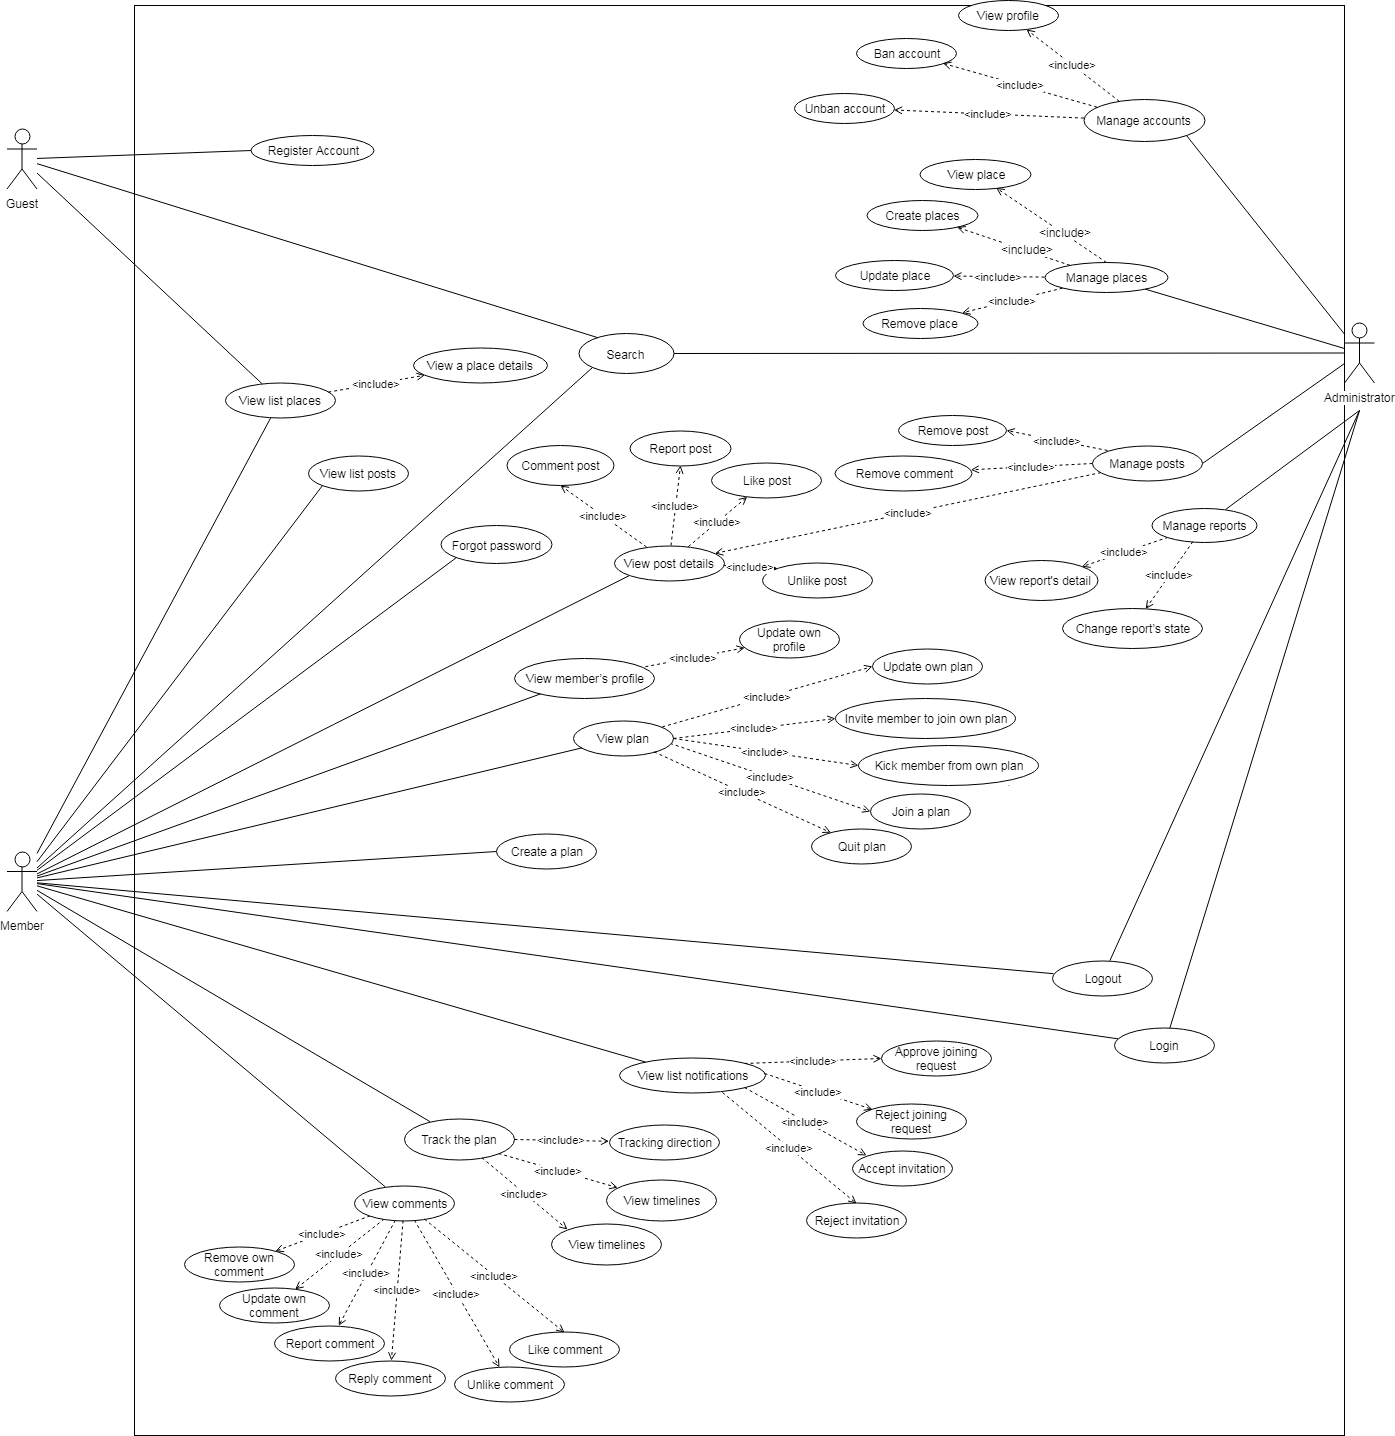 View profile
Ban account
<include>
<include>
Unban account
<include>
Manage accounts
Register Account
Guest
View place
Create places
<include>
<include>
Update place
<include>
Manage places
<include>
Remove place
Search
View a place details
<include>
View list places
Administrator
Remove post
<include>
Report post
Comment post
Manage posts
<include>
Remove comment
View list posts
Like post
<include>
<include>
<include>
<include>
Manage reports
Forgot password
<include>
View post details
<include>
<include>
View report's detail
Unlike post
Change report's state
Update own
profile
<include>
View member's profile
Update own plan
<include>
Invite member to join own plan
<include>
View plan
<include>
Kick member from own plan
<include>
<include>
Join a plan
Quit plan
Create a plan
Member
Logout
Login
Approve joining
request
<include>
View list notifications
<include>
Reject joining
request
<include>
Track the plan
<include>
Tracking direction
<include>
Accept invitation
<include>
<include>
View timelines
View comments
Reject invitation
<include>
View timelines
<include>
Remove own
comment
<include>
<include>
<include>
<include>
Update own
comment
Report comment
Like comment
Reply comment
Unlike comment